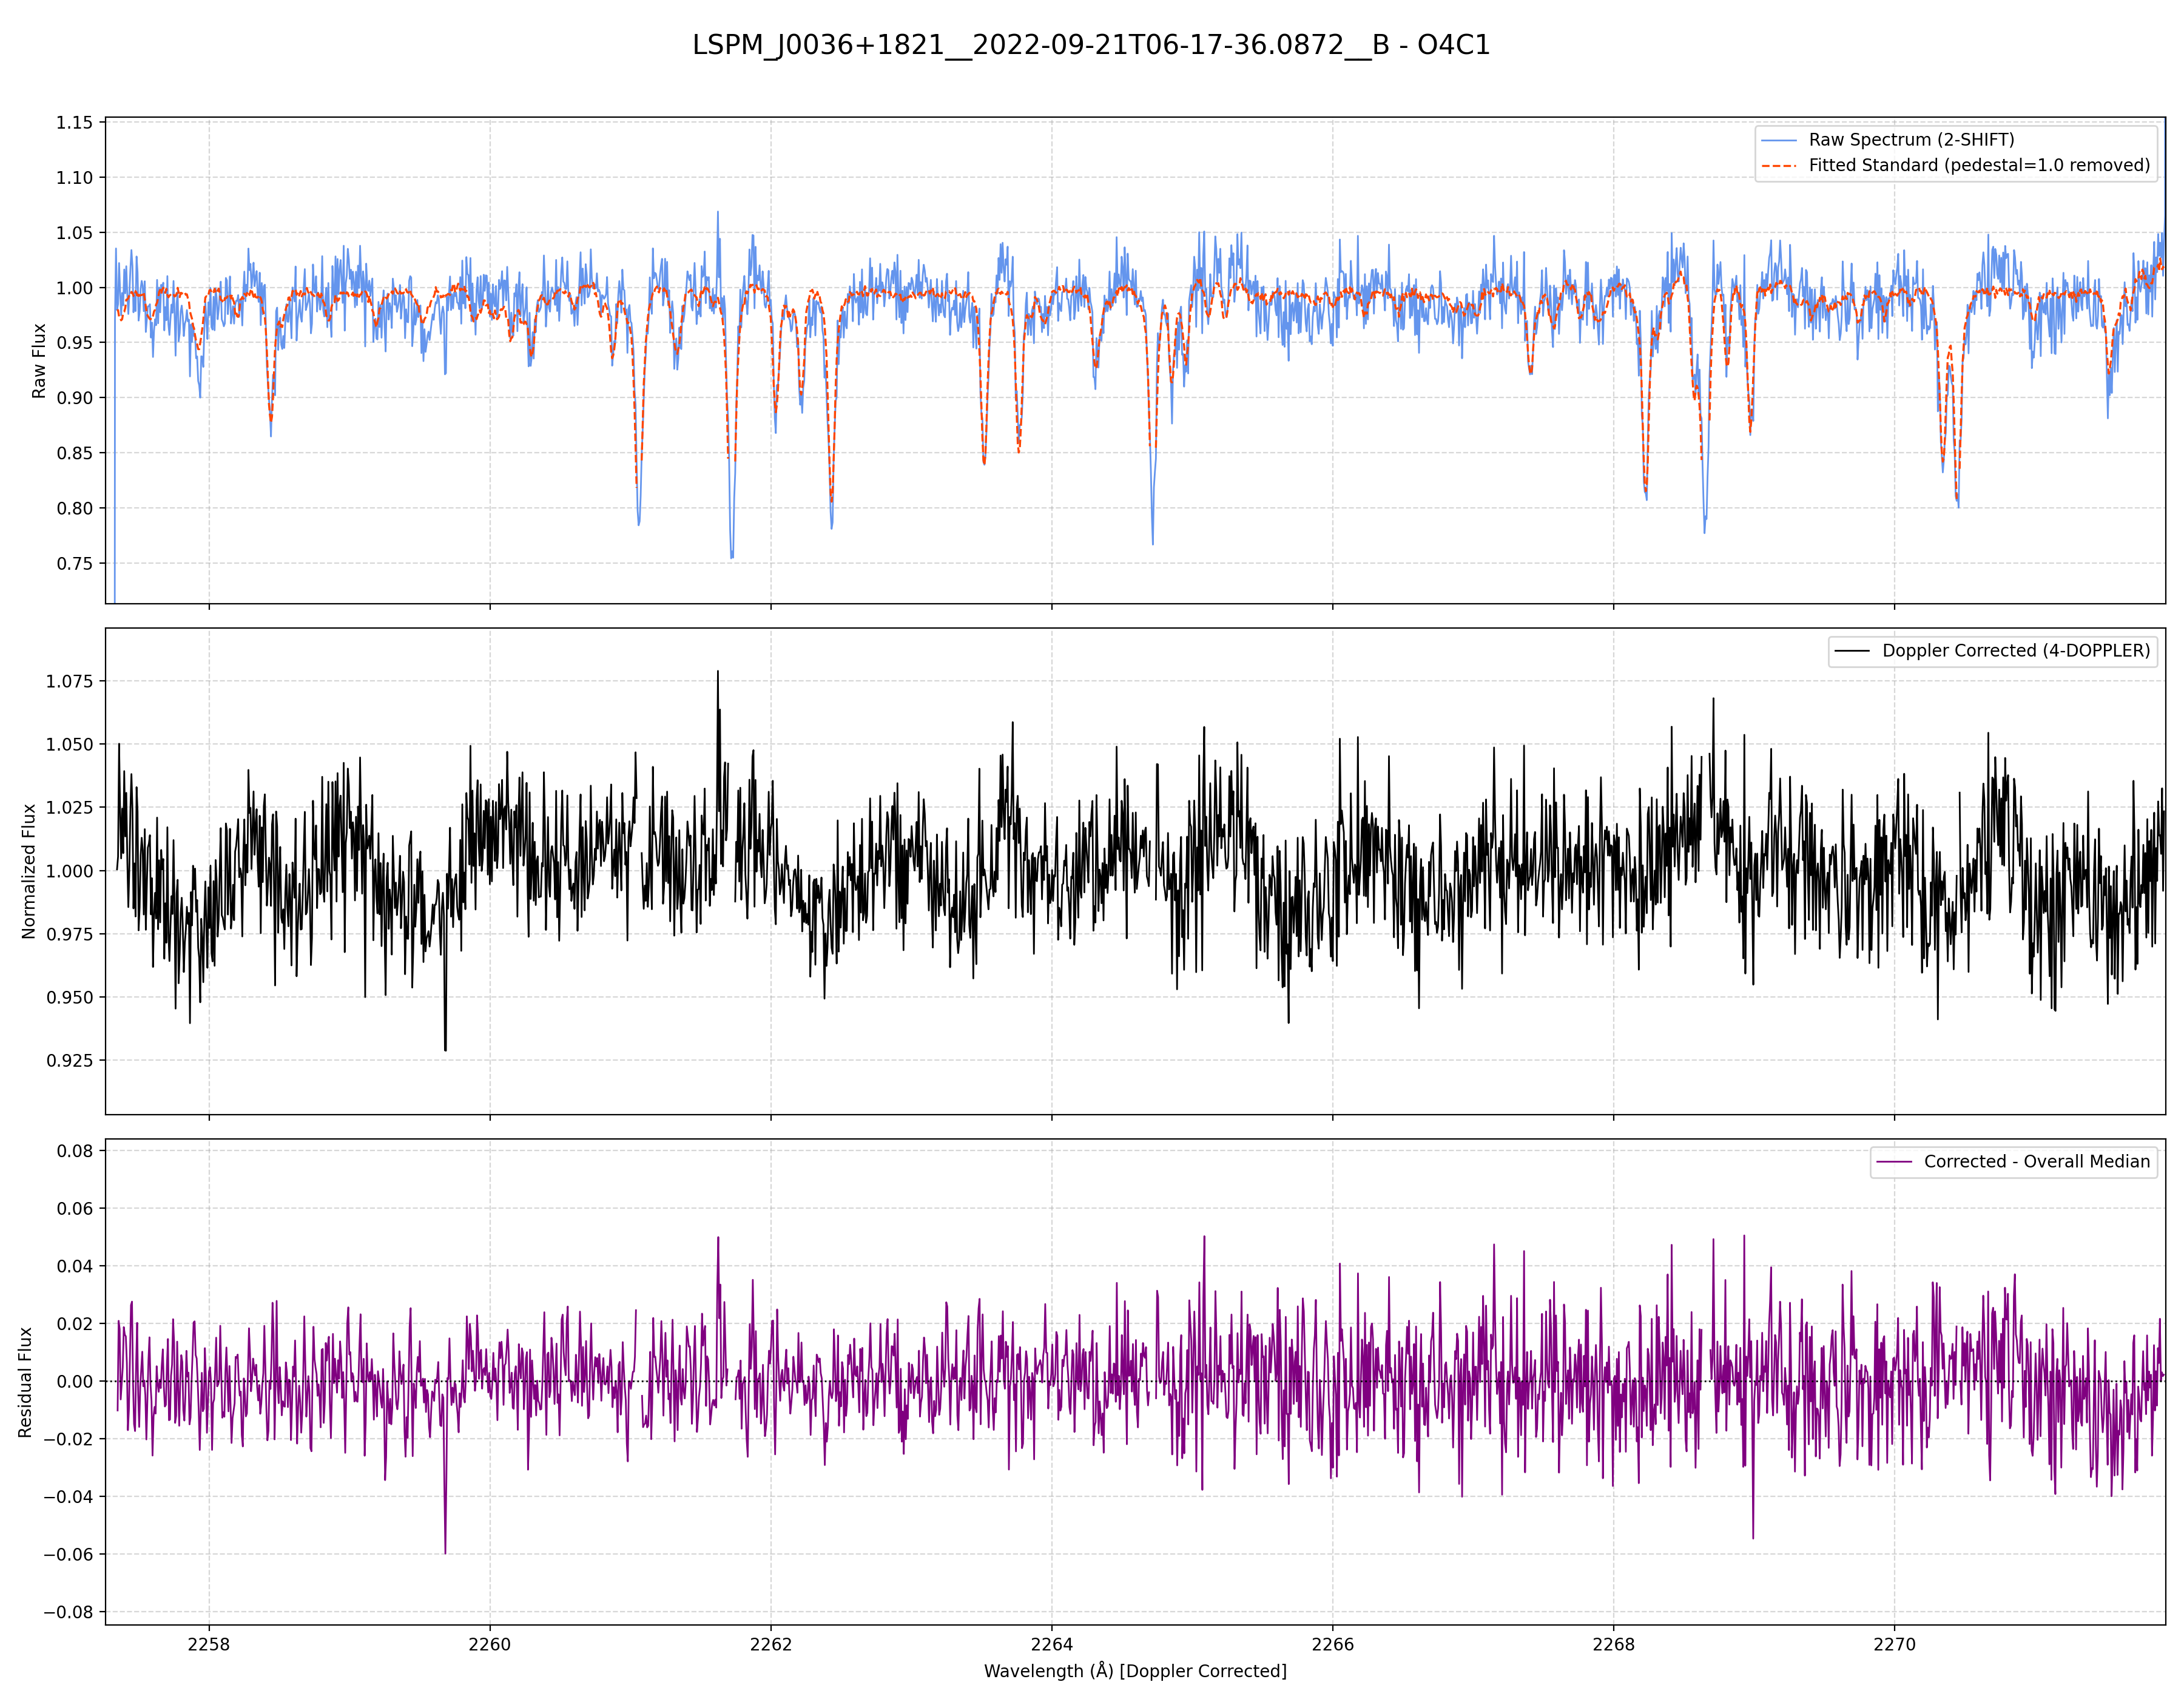 LSPM_J0036+1821__2022-09-21T06-17-36.0872__B - O4C1
1.15
1.10
1.05
1.00
0.95
0.90
0.85
0.80
0.75
Raw Flux
Raw Spectrum (2-SHIFT)
Fitted Standard (pedestal=1.0 removed)
1.075
1.050
1.025
1.000
0.975
0.950
0.925
Normalized Flux
Doppler Corrected (4-DOPPLER)
0.08
0.06
0.04
0.02
0.00
−0.02
−0.04
−0.06
−0.08
Residual Flux
Corrected - Overall Median
2258 2260 2262 2264 2266 2268 2270
Wavelength (Å) [Doppler Corrected]